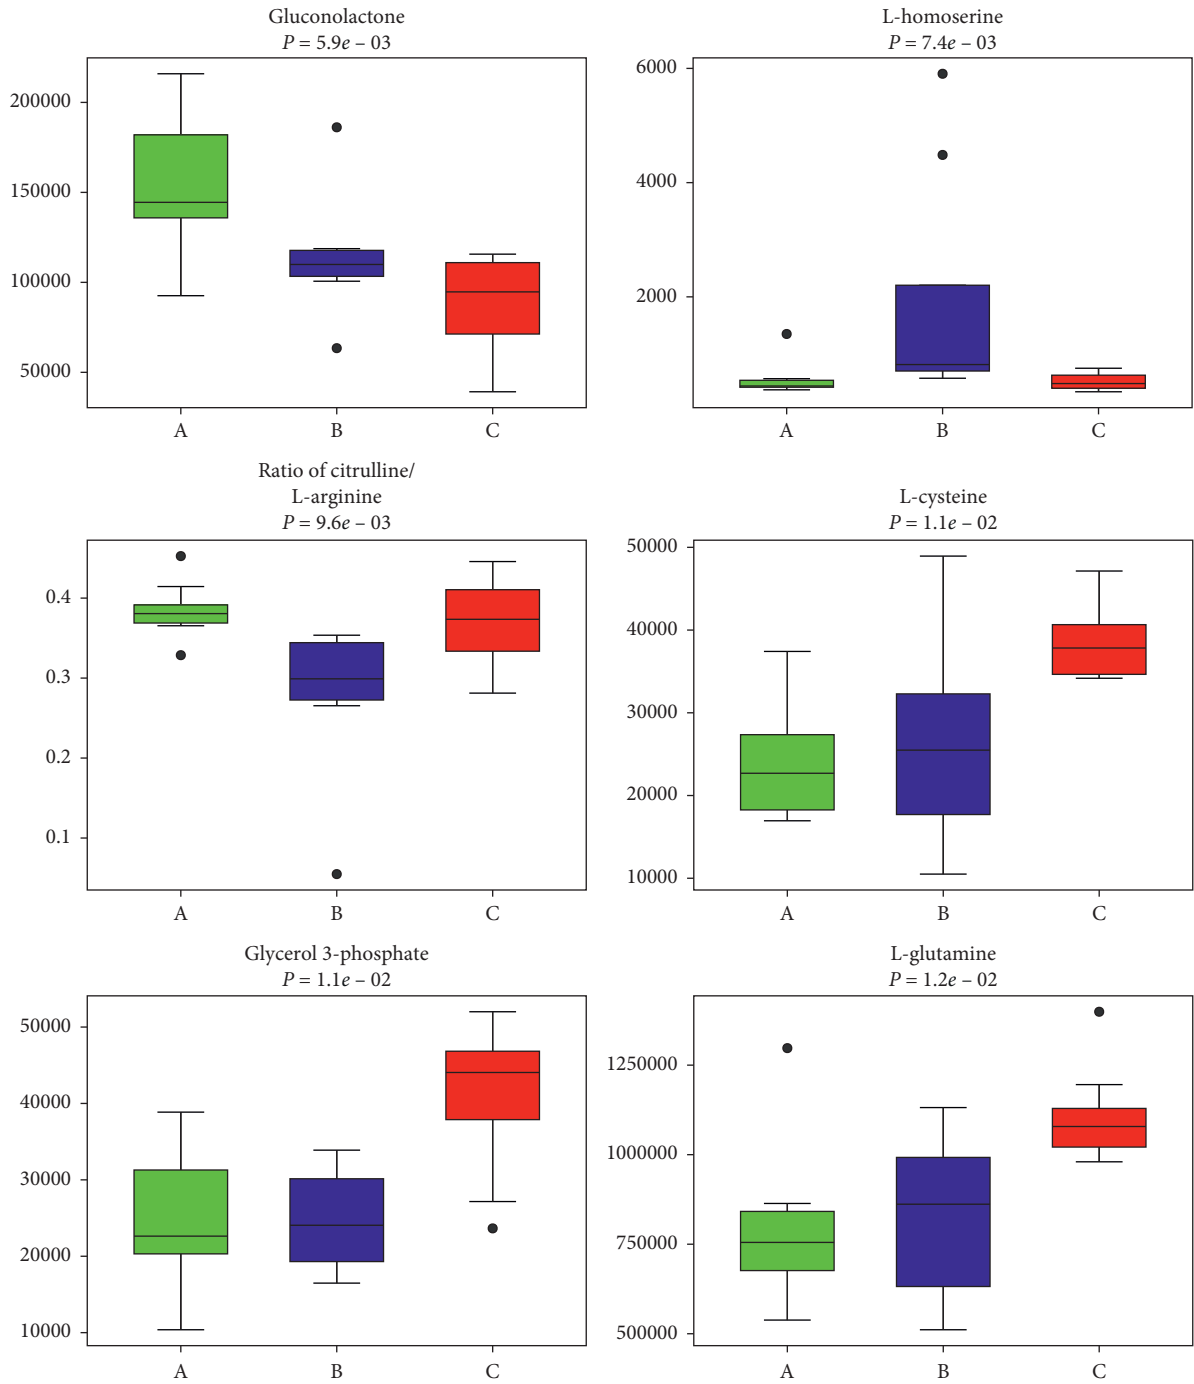 Gluconolactone
P = 5.9e – 03
200000
150000
100000
50000
A B C
L-homoserine
P = 7.4e – 03
6000
4000
2000
A B C
Ratio of citrulline/
L-arginine
P = 9.6e – 03
0.4
0.3
0.2
0.1
A B C
L-cysteine
P = 1.1e – 02
50000
40000
30000
20000
10000
A B C
Glycerol 3-phosphate
P = 1.1e – 02
50000
40000
30000
20000
10000
A B C
L-glutamine
P = 1.2e – 02
1250000
1000000
750000
500000
A B C